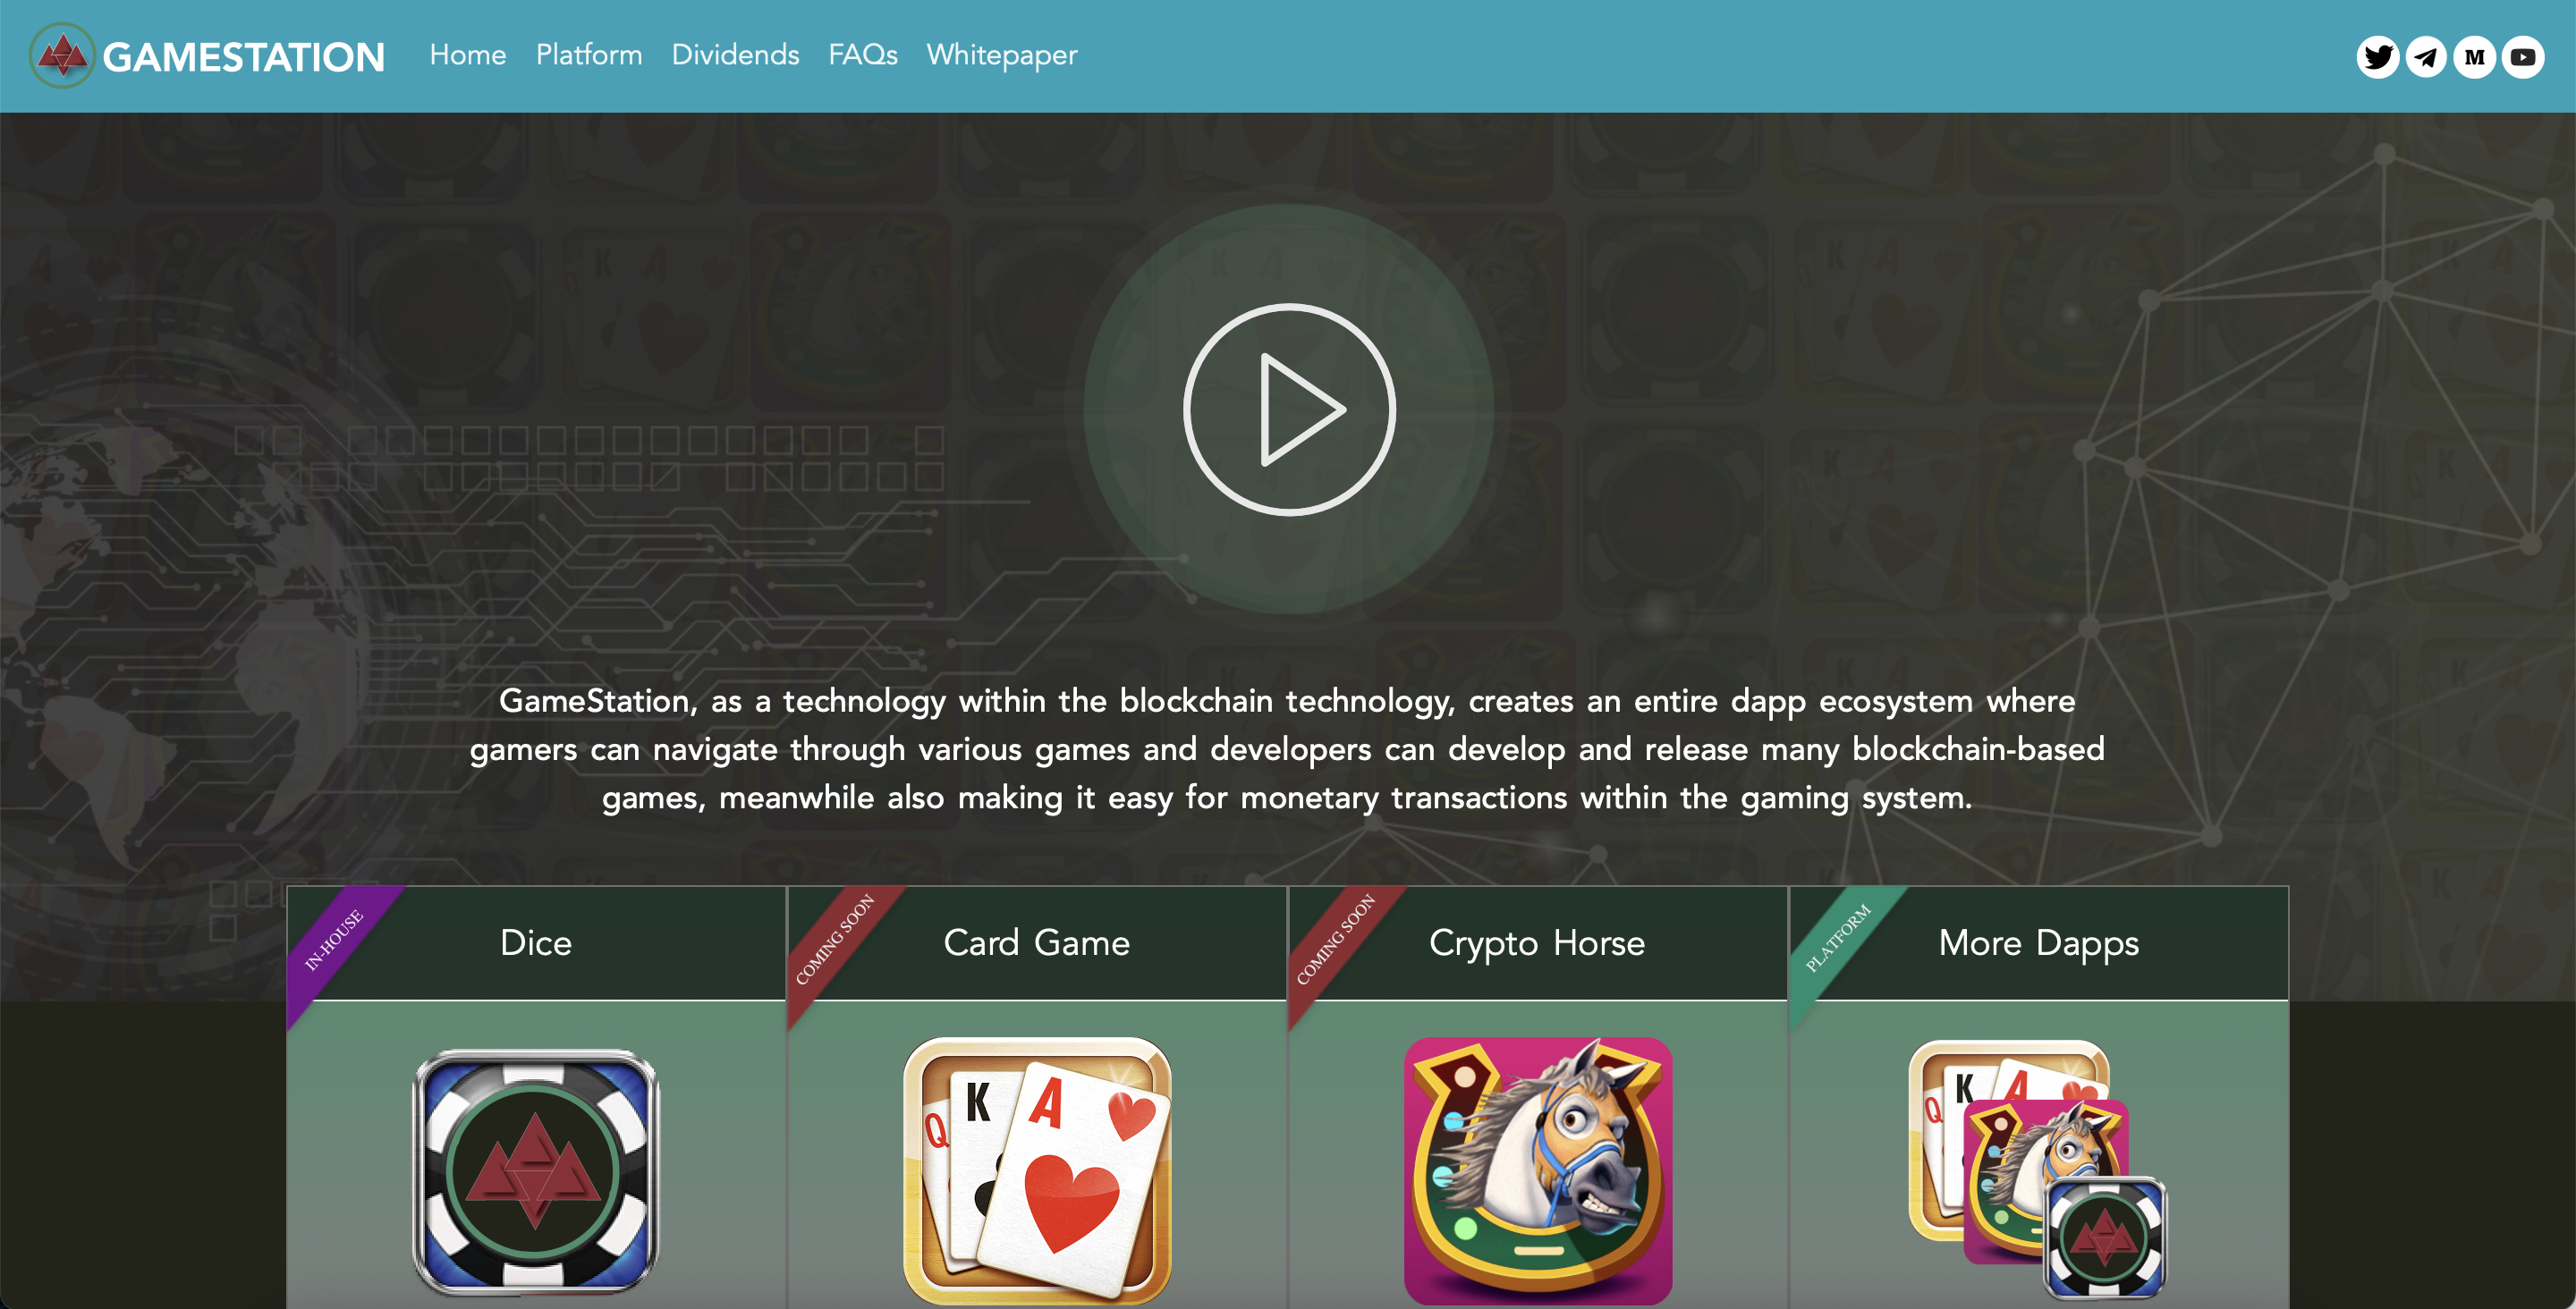 GAMESTATION
Home Platform Dividends FAQs Whitepaper
M
GameStation, as a technology within the blockchain technology, creates an entire dapp ecosystem where
gamers can navigate through various games and developers can develop and release many blockchain-based
games, meanwhile also making it easy for monetary transactions within the gaming system.
IN-HOUSE
Dice
COMING SOON
Card Game
COMING SOON
Crypto Horse
PLATFORM
More Dapps
Q K A
Q K A